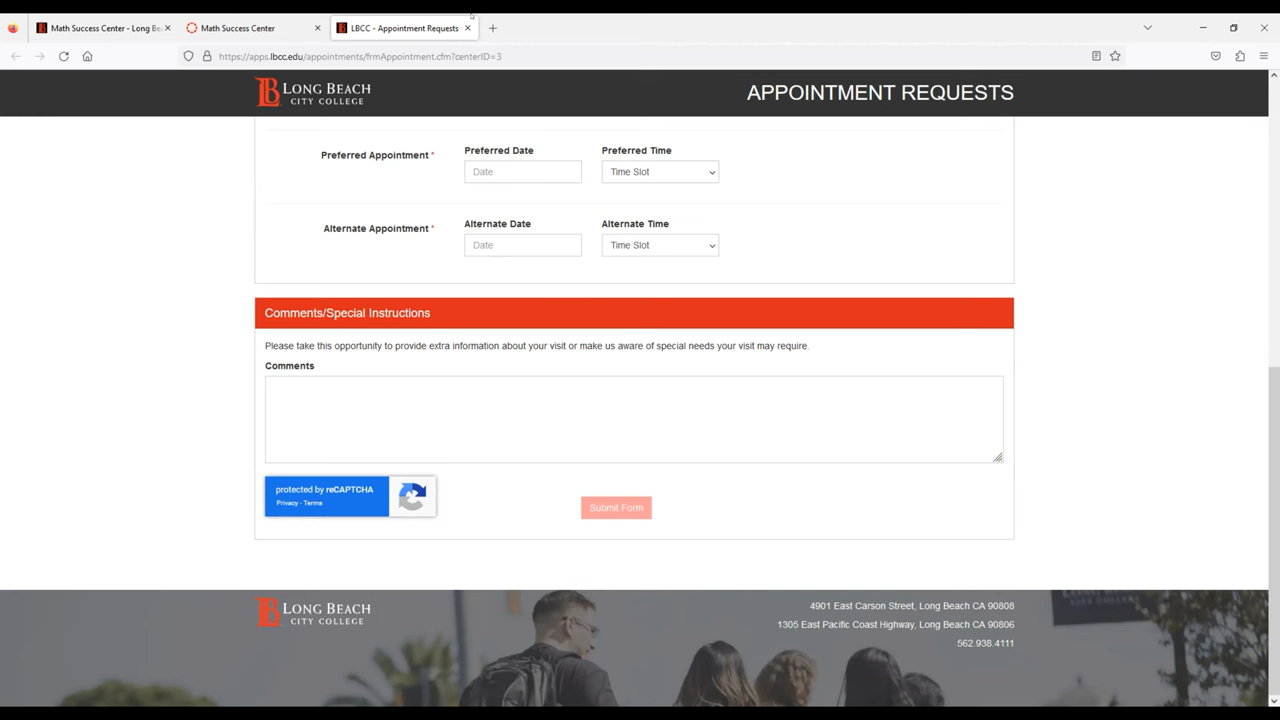 Math Success Center - Long Be
Math Success Center
LBCC - Appointment Requests
https://apps.lbcc.edu/appointments/frmAppointment.cfm?centerID=3
LONG BEACH
CITY COLLEGE
APPOINTMENT REQUESTS
Preferred Appointment *
Preferred Date
Preferred Time
Date
Time Slot
Alternate Appointment *
Alternate Date
Alternate Time
Date
Time Slot
Comments/Special Instructions
Please take this opportunity to provide extra information about your visit or make us aware of special needs your visit may require.
Comments
protected by reCAPTCHA
Privacy - Terms
Submit Form
LONG BEACH
CITY COLLEGE
4901 East Carson Street, Long Beach CA 90808
1305 East Pacific Coast Highway, Long Beach CA 90806
562.938.4111